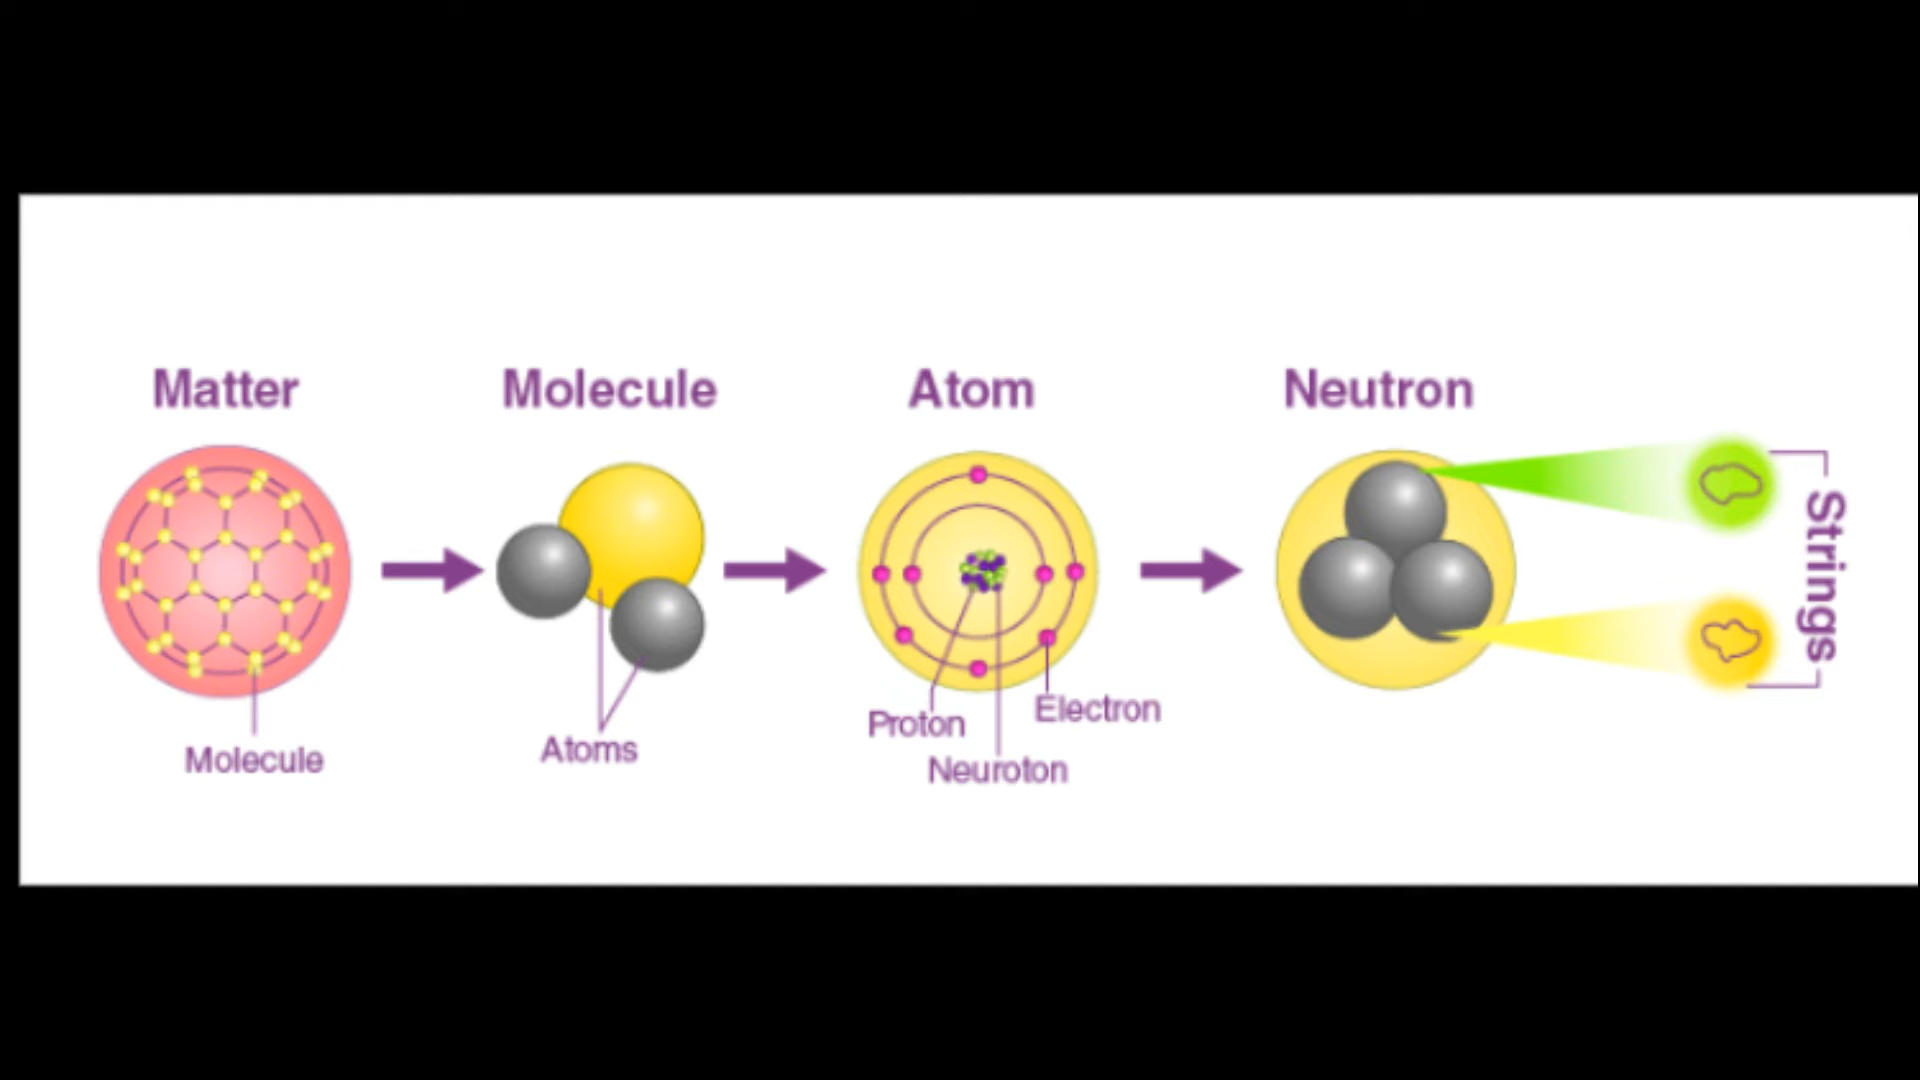 Matter
Molecule
Atom
Neutron
Strings
Molecule
Atoms
Proton
Electron
Neuroton